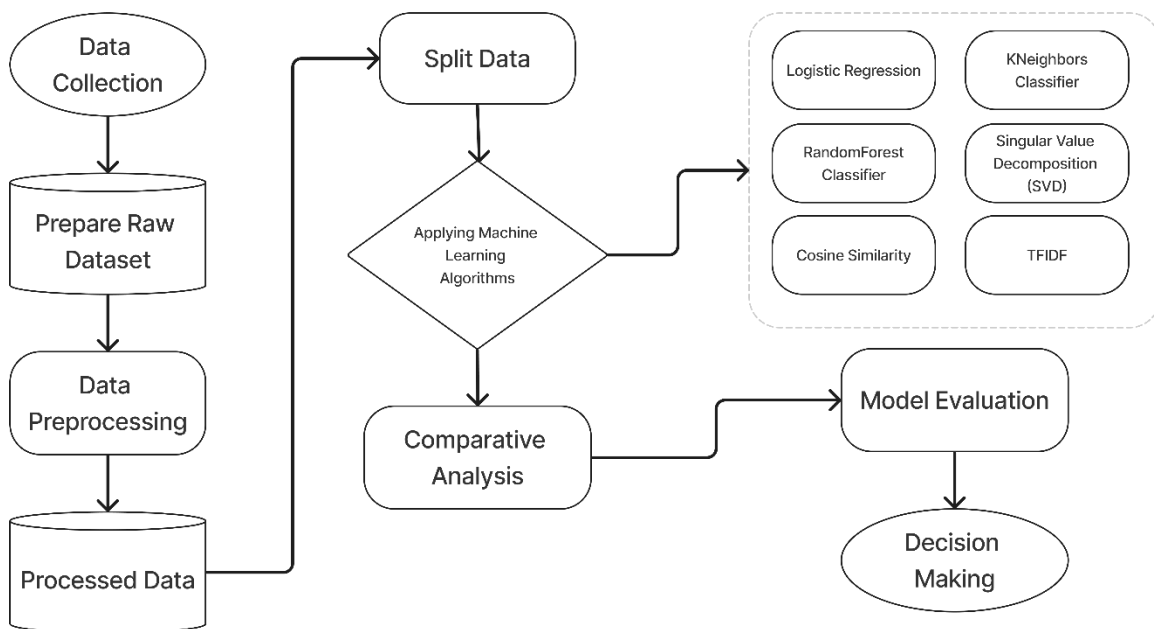 Data
Collection
Prepare Raw
Dataset
Data
Preprocessing
Processed Data
Split Data
Applying Machine
Learning
Algorithms
Logistic Regression
KNeighbors
Classifier
RandomForest
Classifier
Singular Value
Decomposition
(SVD)
Cosine Similarity
TFIDF
Comparative
Analysis
Model Evaluation
Decision
Making